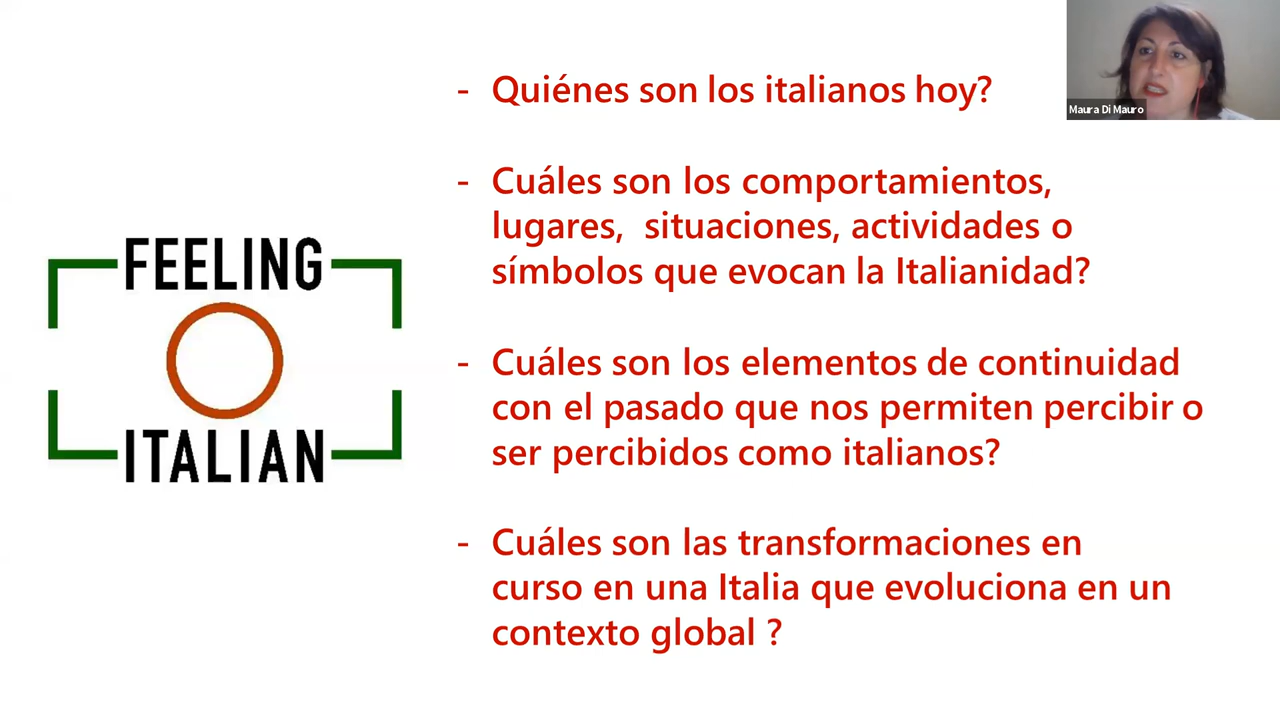 FEELING
ITALIAN
- Quiénes son los italianos hoy?
- Cuáles son los comportamientos,
lugares, situaciones, actividades o
símbolos que evocan la Italianidad?
- Cuáles son los elementos de continuidad
con el pasado que nos permiten percibir o
ser percibidos como italianos?
- Cuáles son las transformaciones en
curso en una Italia que evoluciona en un
contexto global ?
Maura Di Mauro